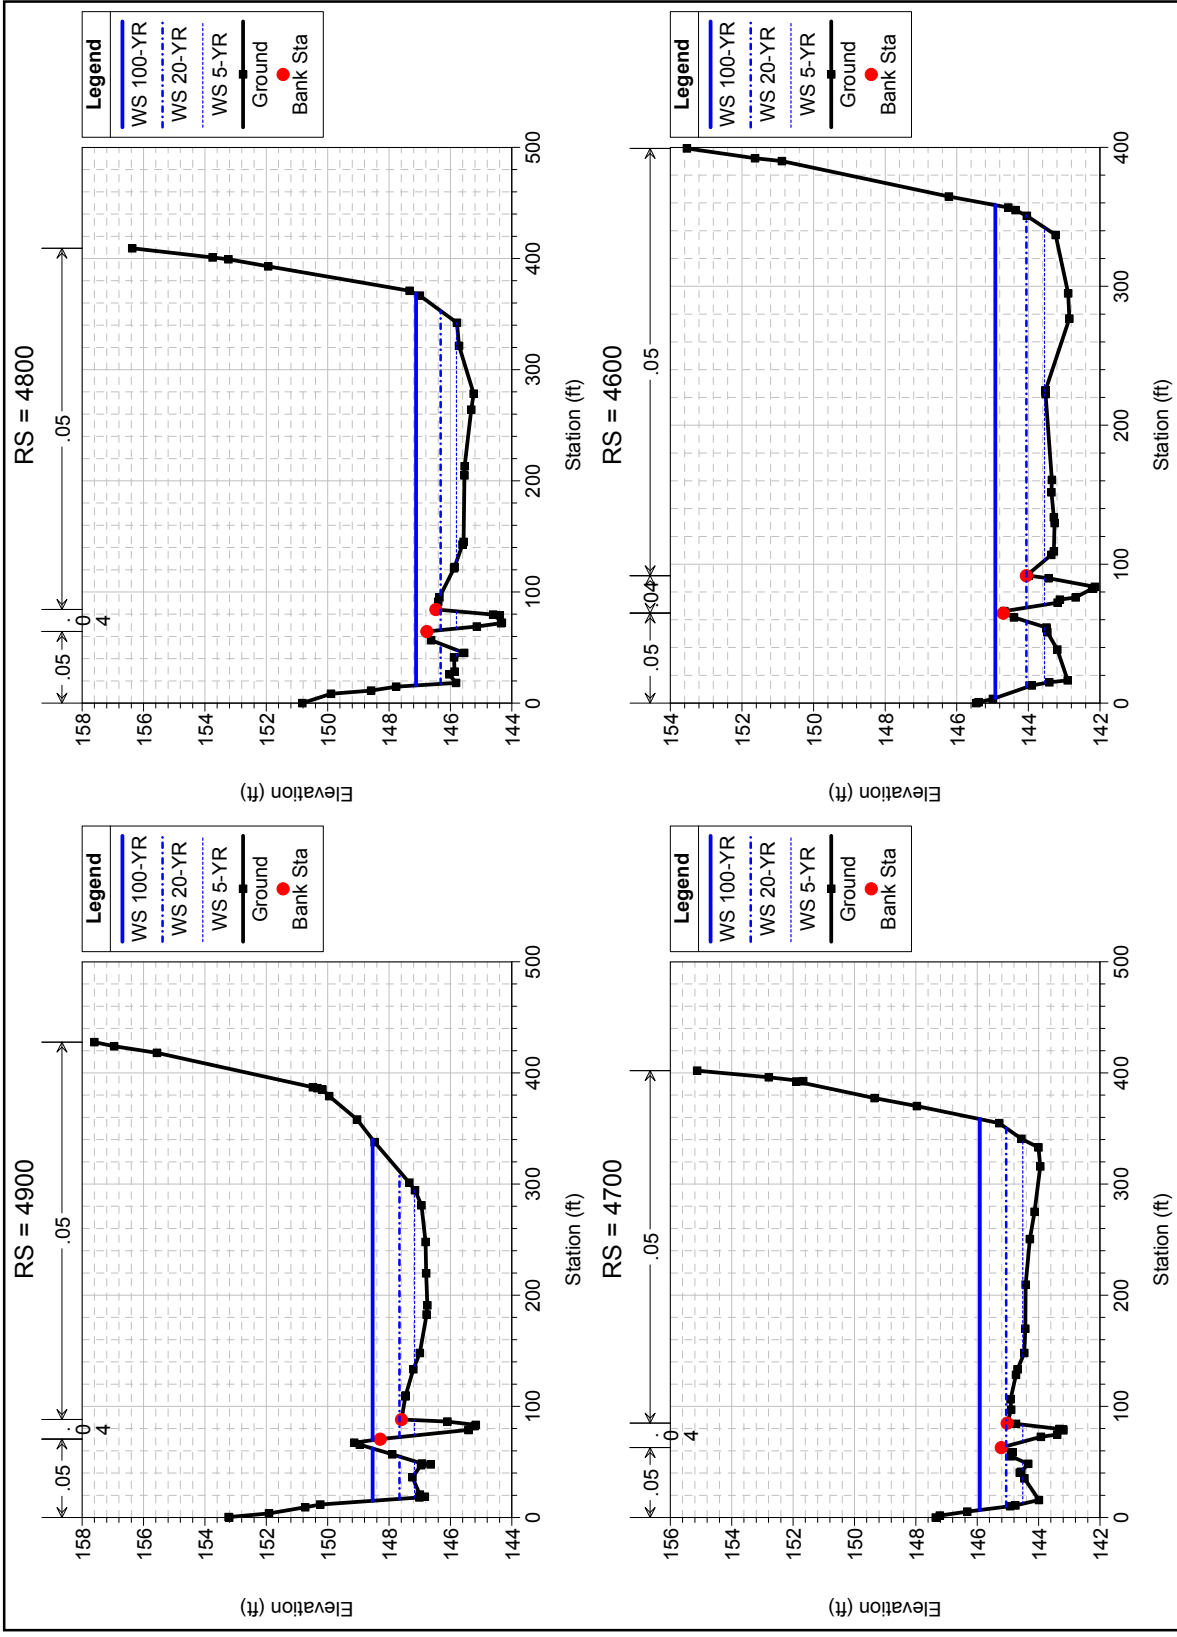 RS = 4900
.05
.04
.05
Elevation (ft)
158
156
154
152
150
148
146
144
0
100
200
300
400
500
Station (ft)
Legend
WS 100-YR
WS 20-YR
WS 5-YR
Ground
Bank Sta
RS = 4800
.05
.04
.05
Elevation (ft)
158
156
154
152
150
148
146
144
0
100
200
300
400
500
Station (ft)
Legend
WS 100-YR
WS 20-YR
WS 5-YR
Ground
Bank Sta
RS = 4700
.05
.04
.05
Elevation (ft)
156
154
152
150
148
146
144
142
0
100
200
300
400
500
Station (ft)
Legend
WS 100-YR
WS 20-YR
WS 5-YR
Ground
Bank Sta
RS = 4600
.05
.04
.05
Elevation (ft)
154
152
150
148
146
144
142
0
100
200
300
400
Station (ft)
Legend
WS 100-YR
WS 20-YR
WS 5-YR
Ground
Bank Sta